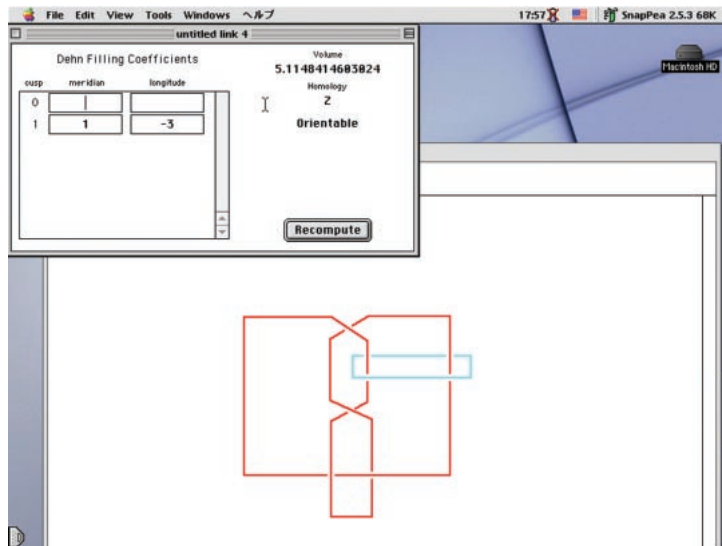 File Edit View Tools Windows ヘルプ 17:57 SnapPea 2.5.3 68K
untitled link 4
Dehn Filling Coefficients
cusp meridian longitude
0
1 1 -3
Volume
5.1148414603024
Homology
Z
Orientable
Recompute
Macintosh HD